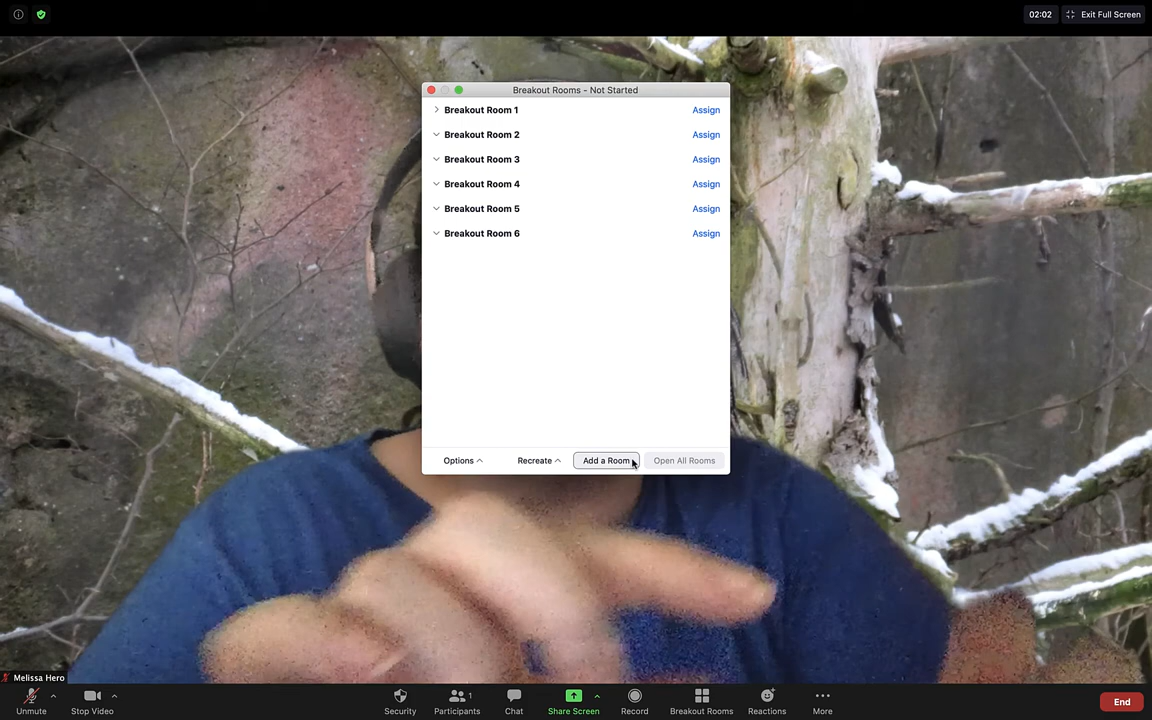 02:02
Exit Full Screen
Breakout Rooms - Not Started
Breakout Room 1 Assign
Breakout Room 2 Assign
Breakout Room 3 Assign
Breakout Room 4 Assign
Breakout Room 5 Assign
Breakout Room 6 Assign
Options Recreate Add a Room Open All Rooms
Melissa Hero
Unmute Stop Video Security Participants 1 Chat Share Screen Record Breakout Rooms Reactions More End